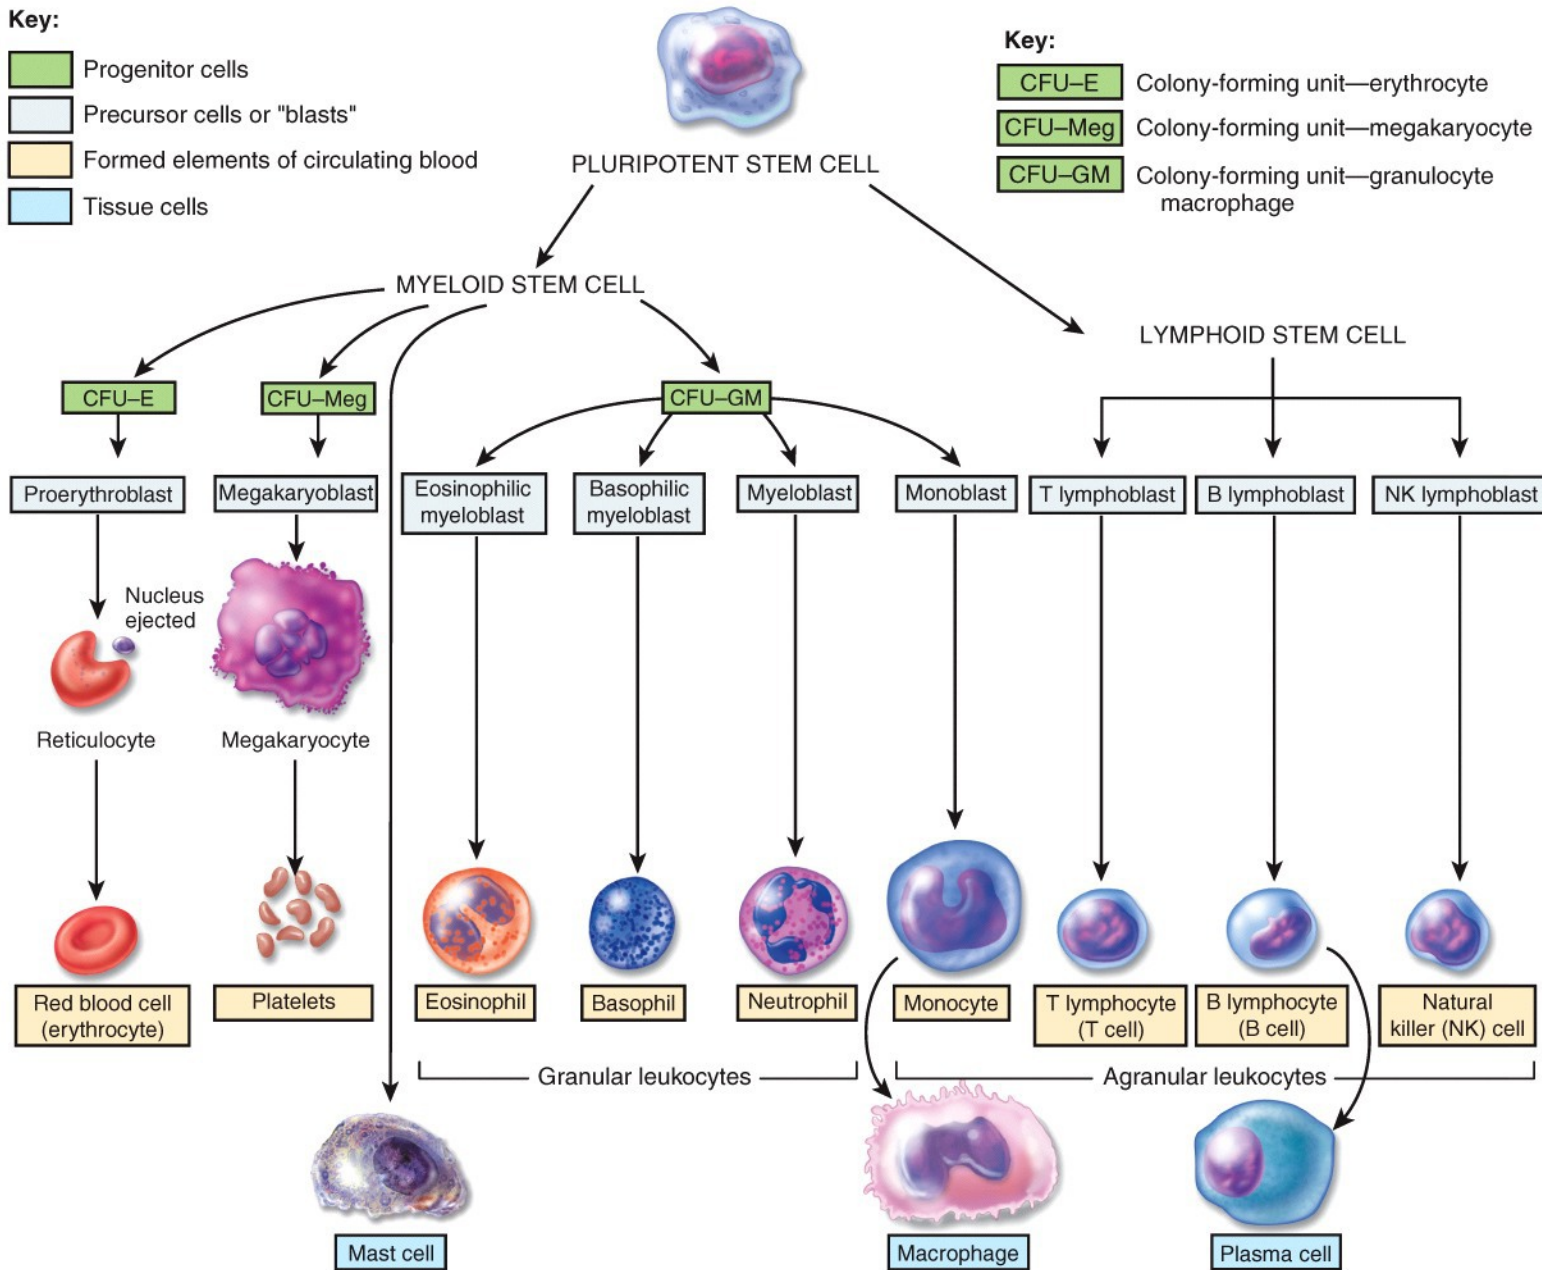 Key:
Progenitor cells
Precursor cells or "blasts"
Formed elements of circulating blood
Tissue cells
Key:
CFU–E Colony-forming unit—erythrocyte
CFU–Meg Colony-forming unit—megakaryocyte
CFU–GM Colony-forming unit—granulocyte
macrophage
PLURIPOTENT STEM CELL
MYELOID STEM CELL
LYMPHOID STEM CELL
CFU–E
CFU–Meg
CFU–GM
Proerythroblast
Megakaryoblast
Eosinophilic
myeloblast
Basophilic
myeloblast
Myeloblast
Monoblast
T lymphoblast
B lymphoblast
NK lymphoblast
Nucleus
ejected
Reticulocyte
Megakaryocyte
Red blood cell
(erythrocyte)
Platelets
Eosinophil
Basophil
Neutrophil
Monocyte
T lymphocyte
(T cell)
B lymphocyte
(B cell)
Natural
killer (NK) cell
Granular leukocytes
Agranular leukocytes
Mast cell
Macrophage
Plasma cell